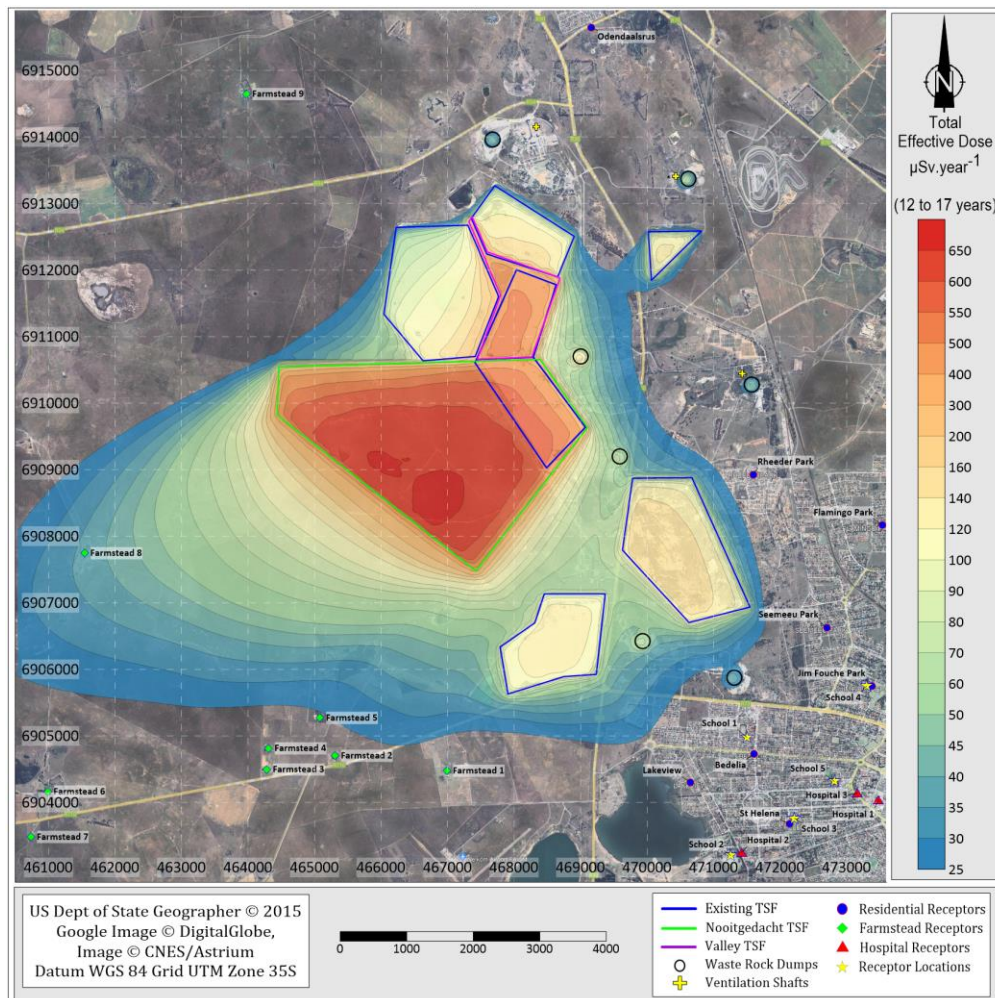 Odendaalsrus
6915000
Farmstead 9
6914000
6913000
6912000
6911000
6910000
6909000
Rheeder Park
Flamingo Park
6908000
Farmstead 8
6907000
Seemeeu Park
6906000
Jim Fouche Park
School 4
Farmstead 5
6905000
School 1
Farmstead 4
Farmstead 2
Bedelia
Farmstead 3
Farmstead 1
School 5
Lakeview
Farmstead 6
Hospital 3
6904000
Hospital 1
St Helena
School 3
Farmstead 7
Hospital 2
School 2
461000 462000 463000 464000 465000 466000 467000 468000 469000 470000 471000 472000 473000
N
Total
Effective Dose
µSv.year-1
(12 to 17 years)
650
600
550
500
400
300
200
160
140
120
100
90
80
70
60
50
45
40
35
30
25
US Dept of State Geographer © 2015
Google Image © DigitalGlobe,
Image © CNES/Astrium
Datum WGS 84 Grid UTM Zone 35S
0 1000 2000 3000 4000
Existing TSF
Nooitgedacht TSF
Valley TSF
Waste Rock Dumps
Ventilation Shafts
Residential Receptors
Farmstead Receptors
Hospital Receptors
Receptor Locations